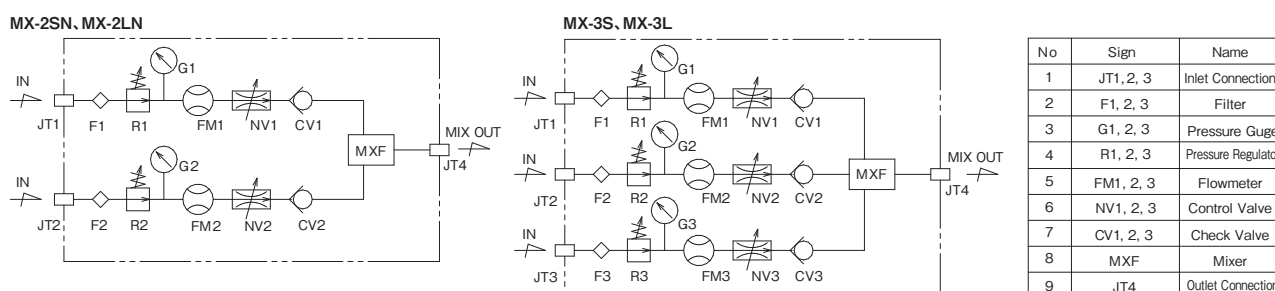 MX-2SN、MX-2LN
G1
IN
JT1 F1 R1 FM1 NV1 CV1
MIX OUT
MXF
JT4
G2
IN
JT2 F2 R2 FM2 NV2 CV2
MX-3S、MX-3L
G1
IN
JT1 F1 R1 FM1 NV1 CV1
G2
IN
MIX OUT
MXF
JT4
JT2 F2 R2 FM2 NV2 CV2
G3
IN
JT3 F3 R3 FM3 NV3 CV3
No Sign Name
1 JT1, 2, 3 Inlet Connection
2 F1, 2, 3 Filter
3 G1, 2, 3 Pressure Guge
4 R1, 2, 3 Pressure Regulato
5 FM1, 2, 3 Flowmeter
6 NV1, 2, 3 Control Valve
7 CV1, 2, 3 Check Valve
8 MXF Mixer
9 JT4 Outlet Connection